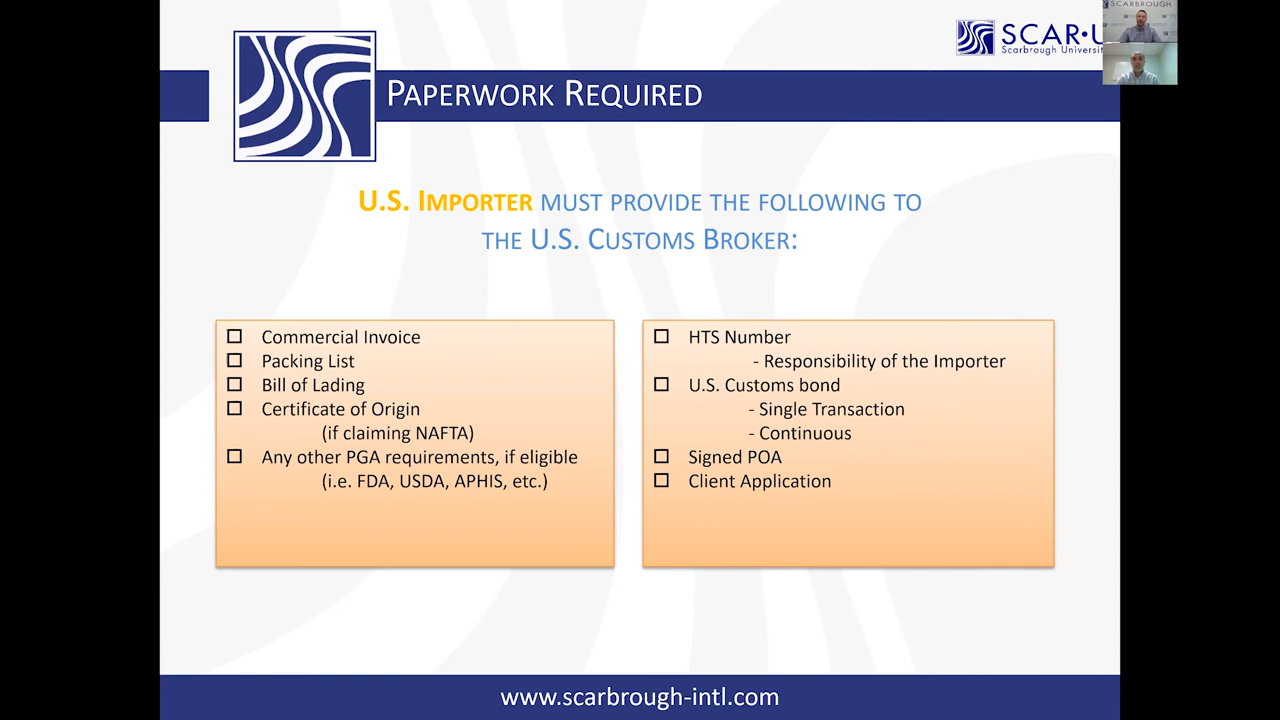 SCAR•U
Scarbrough Universit
SCARBROUGH
PAPERWORK REQUIRED
U.S. IMPORTER MUST PROVIDE THE FOLLOWING TO
THE U.S. CUSTOMS BROKER:
Commercial Invoice
Packing List
Bill of Lading
Certificate of Origin
(if claiming NAFTA)
Any other PGA requirements, if eligible
(i.e. FDA, USDA, APHIS, etc.)
HTS Number
- Responsibility of the Importer
U.S. Customs bond
- Single Transaction
- Continuous
Signed POA
Client Application
www.scarbrough-intl.com